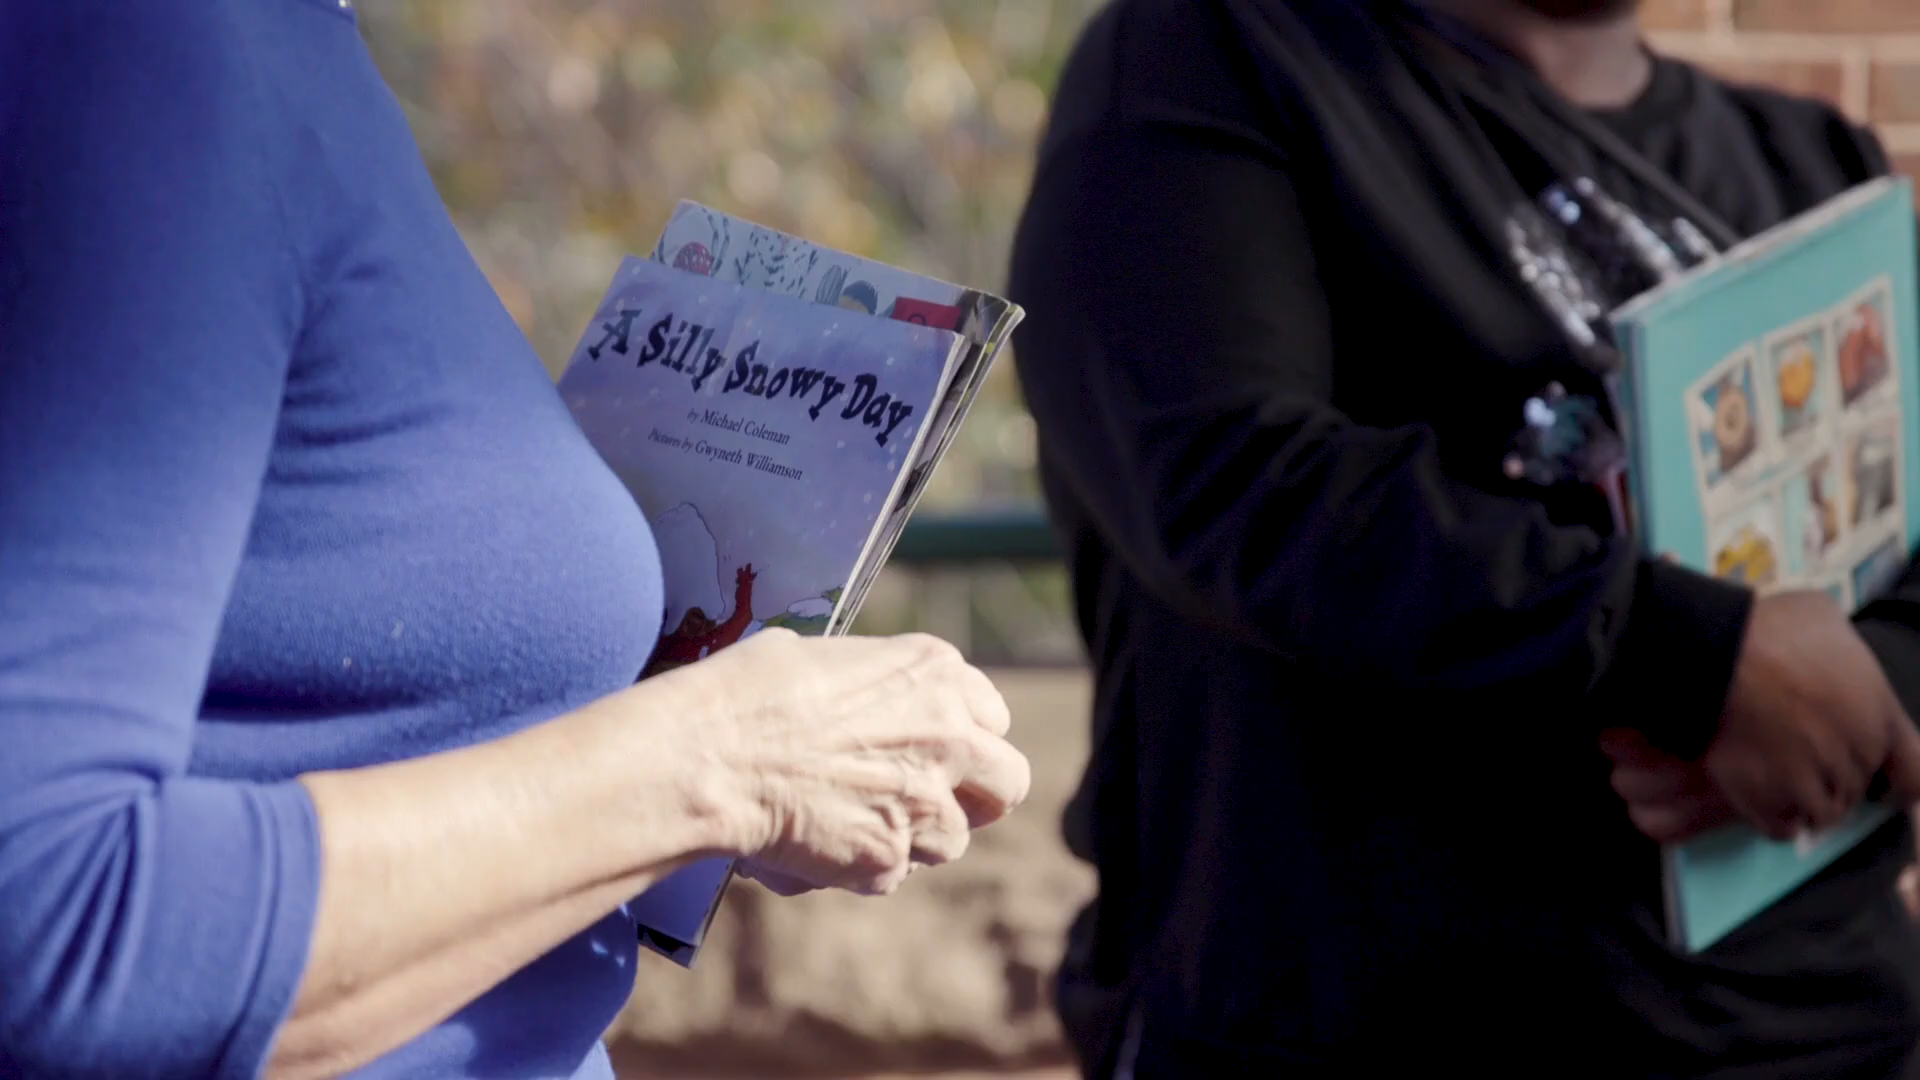 A Silly Snowy Day
by Michael Coleman
Pictures by Gwyneth Williamson